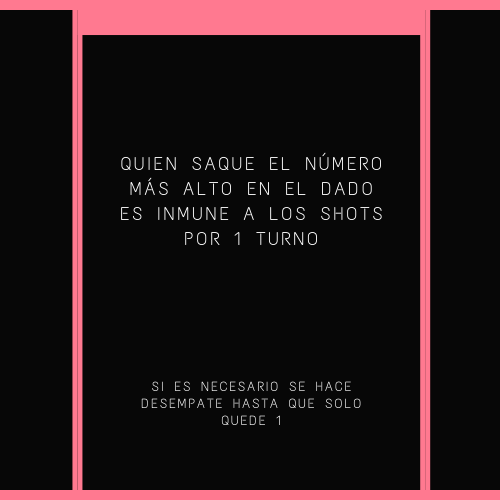 QUIEN SAQUE EL NÚMERO
MÁS ALTO EN EL DADO
ES INMUNE A LOS SHOTS
POR 1 TURNO
SI ES NECESARIO SE HACE
DESEMPATE HASTA QUE SOLO
QUEDE 1